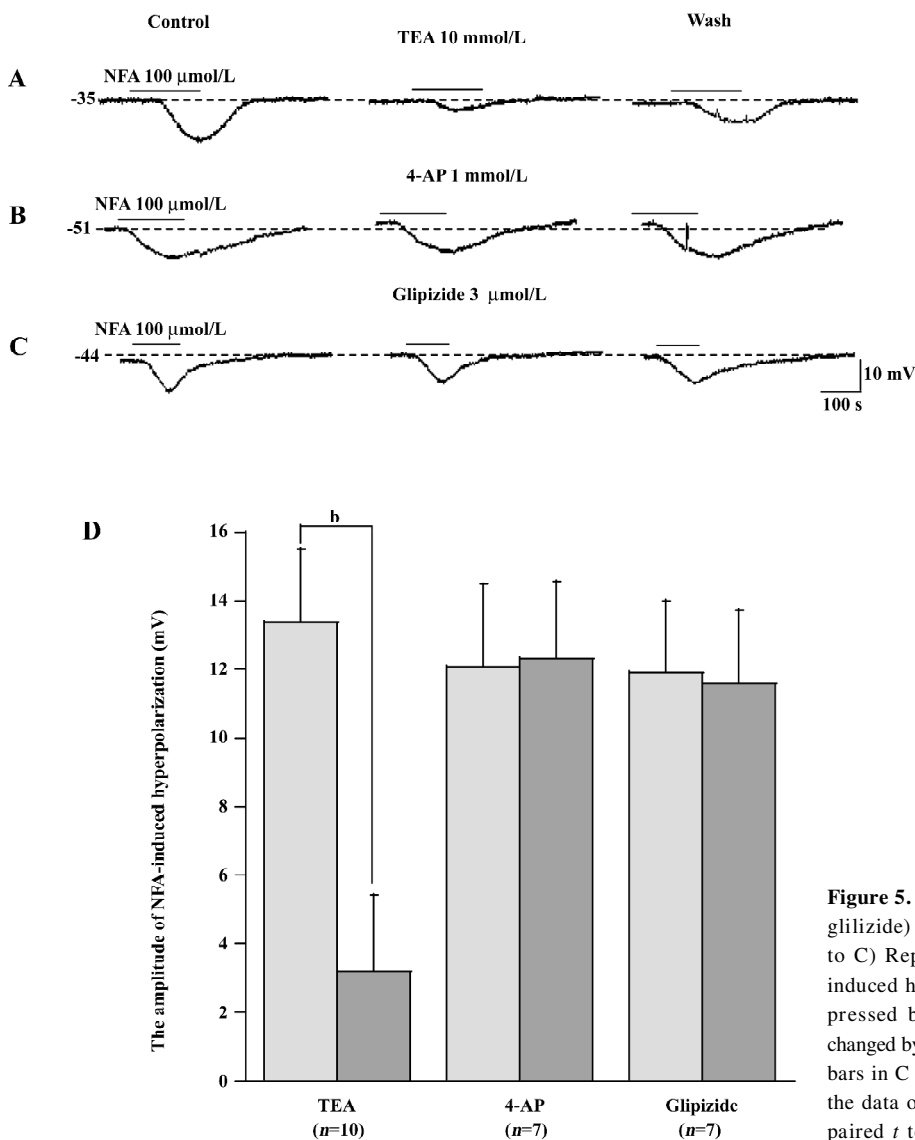 Control
TEA 10 mmol/L
Wash
A
NFA 100 µmol/L
-35
4-AP 1 mmol/L
B
NFA 100 µmol/L
-51
Glipizide 3 µmol/L
C
NFA 100 µmol/L
-44
10 mV
100 s
D
b
The amplitude of NFA-induced hyperpolarization (mV)
16
14
12
10
8
6
4
2
0
TEA
(n=10)
4-AP
(n=7)
Glipizide
(n=7)
Figure 5.
glilizide)
to C) Rep
induced h
pressed b
changed by
bars in C
the data o
paired t t